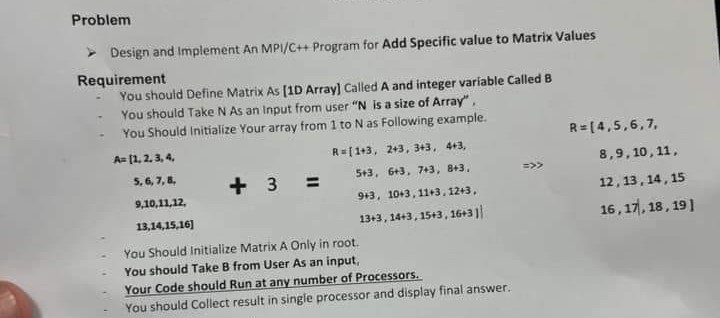 Problem
➤ Design and Implement An MPI/C++ Program for Add Specific value to Matrix Values
Requirement
- You should Define Matrix As [1D Array] Called A and integer variable Called B
- You should Take N As an Input from user "N is a size of Array",
- You Should Initialize Your array from 1 to N as Following example.
A= [1, 2, 3, 4,
5, 6, 7, 8,
9,10,11,12,
13,14,15,16]
+ 3 =
R=[1+3, 2+3, 3+3, 4+3,
5+3, 6+3, 7+3, 8+3,
9+3, 10+3,11+3,12+3,
13+3,14+3,15+3,16+3]
=>>
R=[4,5,6,7,
8,9,10,11,
12,13,14,15
16,17,18,19]
-
- You Should Initialize Matrix A Only in root.
- You should Take B from User As an input,
- Your Code should Run at any number of Processors.
- You should Collect result in single processor and display final answer.